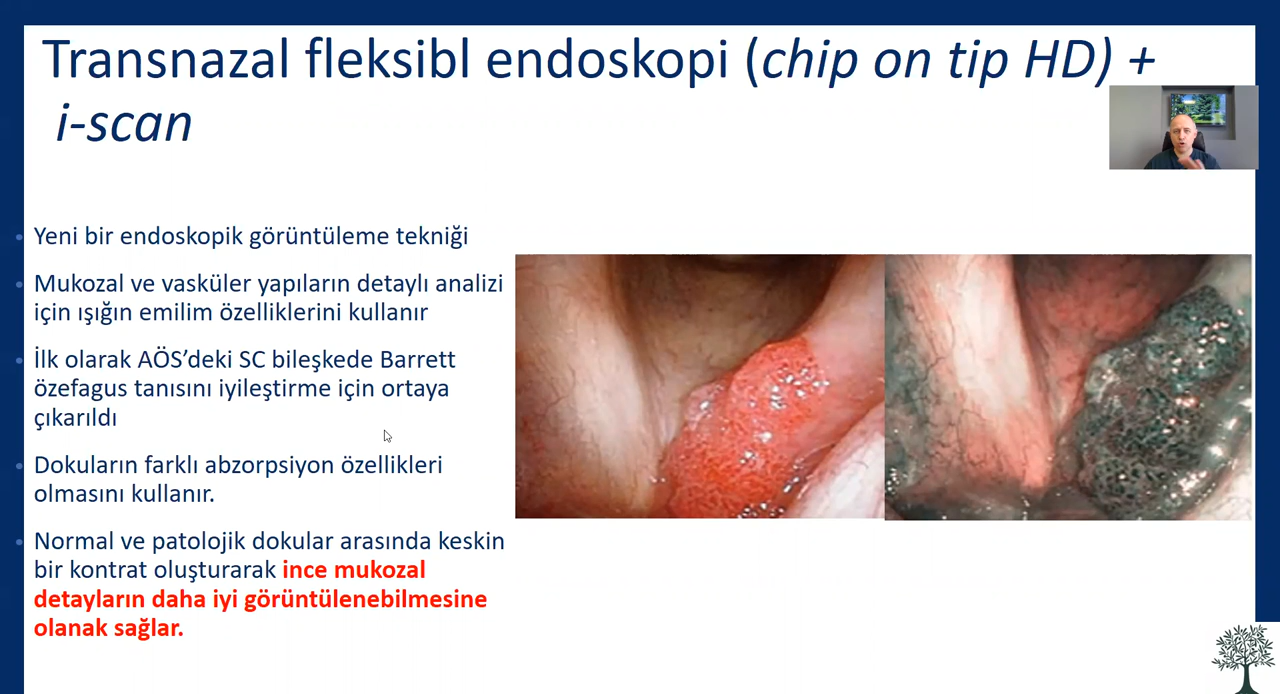 Transnazal fleksibl endoskopi (chip on tip HD) +
i-scan
• Yeni bir endoskopik görüntüleme tekniği
• Mukozal ve vasküler yapıların detaylı analizi
için ışığın emilim özelliklerini kullanır
• İlk olarak AÖS’deki SC bileşkede Barrett
özefagus tanısını iyileştirme için ortaya
çıkarıldı
• Dokuların farklı abzorpsiyon özellikleri
olmasını kullanır.
• Normal ve patolojik dokular arasında keskin
bir kontrat oluşturarak ince mukozal
detayların daha iyi görüntülenebilmesine
olanak sağlar.